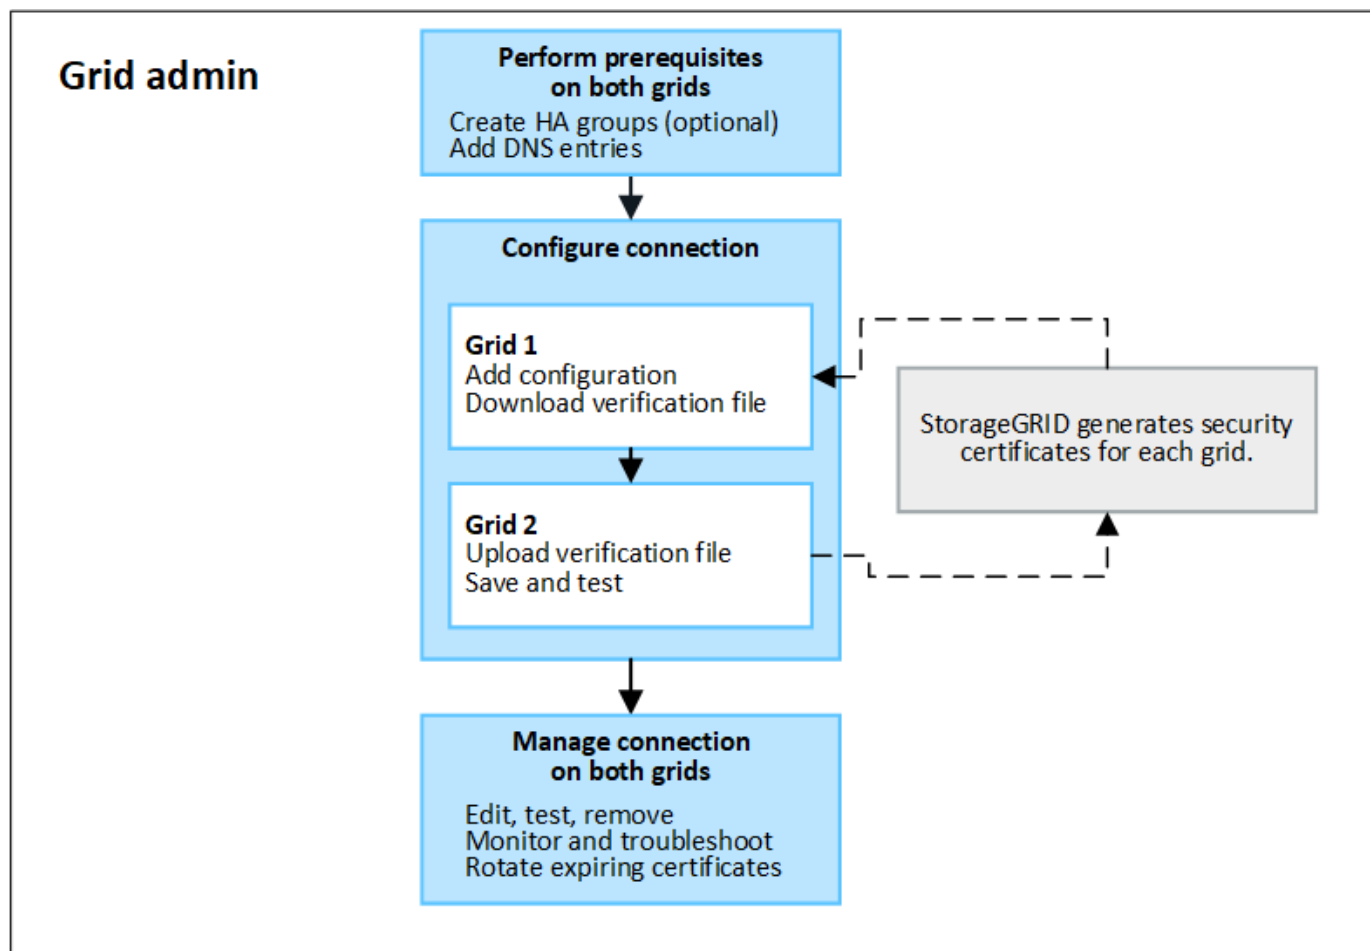 Grid admin
Perform prerequisites
on both grids
Create HA groups (optional)
Add DNS entries
Configure connection
Grid 1
Add configuration
Download verification file
StorageGRID generates security
certificates for each grid.
Grid 2
Upload verification file
Save and test
Manage connection
on both grids
Edit, test, remove
Monitor and troubleshoot
Rotate expiring certificates